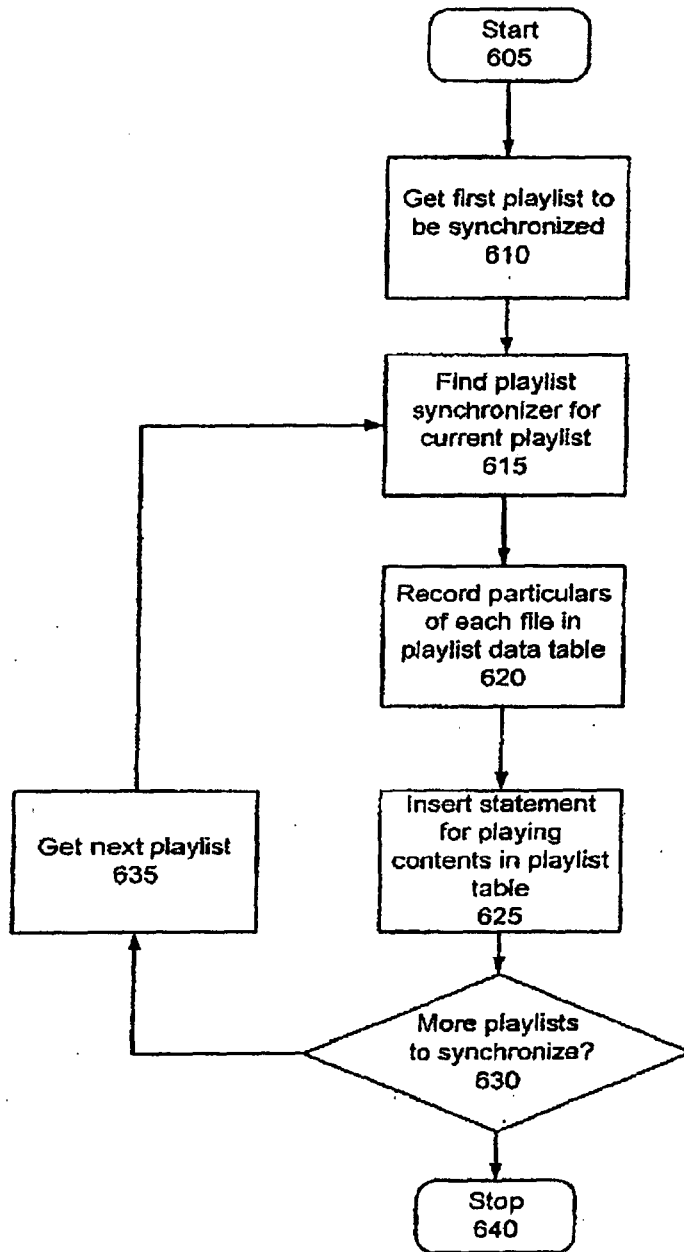 Start
605
Get first playlist to
be synchronized
610
Find playlist
synchronizer for
current playlist
615
Record particulars
of each file in
playlist data table
620
Insert statement
for playing
contents in playlist
table
625
Get next playlist
635
More playlists
to synchronize?
630
Stop
640